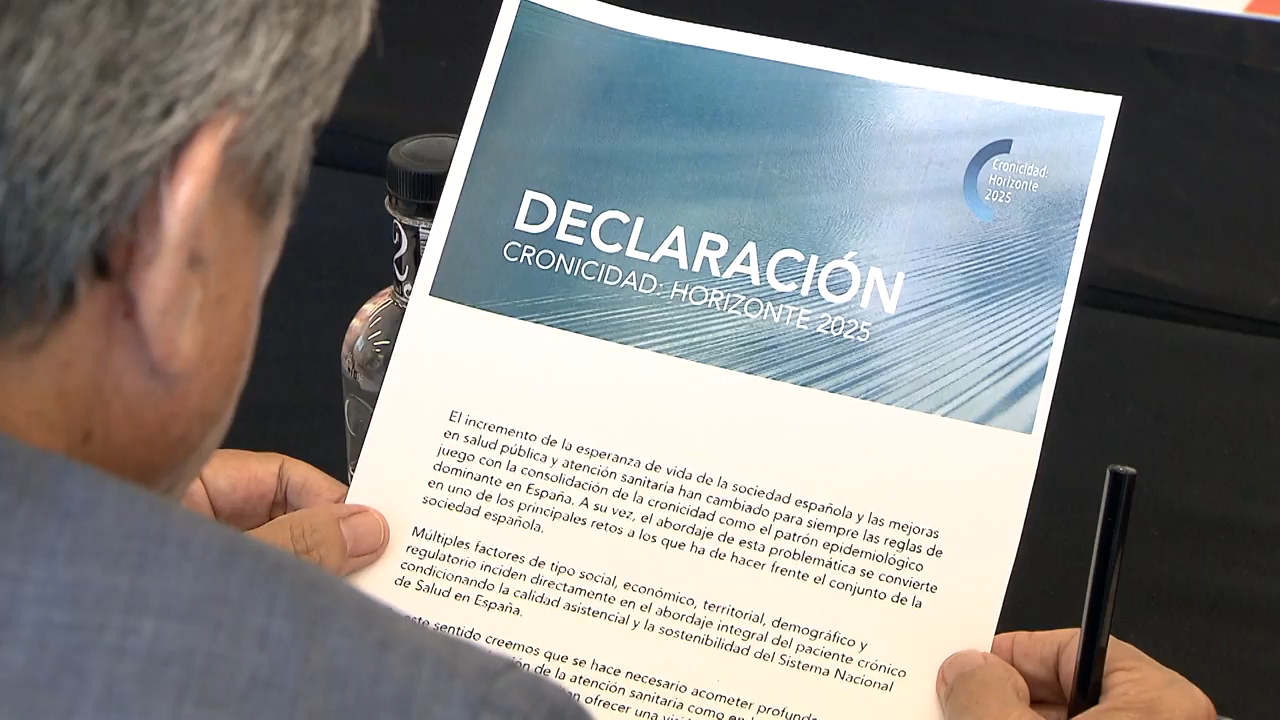 Cronicidad:
Horizonte
2025
DECLARACIÓN
CRONICIDAD: HORIZONTE 2025
El incremento de la esperanza de vida de la sociedad española y las mejoras
en salud pública y atención sanitaria han cambiado para siempre las reglas de
juego con la consolidación de la cronicidad como el patrón epidemiológico
dominante en España. A su vez, el abordaje de esta problemática se convierte
en uno de los principales retos a los que ha de hacer frente el conjunto de la
sociedad española.
Múltiples factores de tipo social, económico, territorial, demográfico y
regulatorio inciden directamente en el abordaje integral del paciente crónico
condicionando la calidad asistencial y la sostenibilidad del Sistema Nacional
de Salud en España.
sentido creemos que se hace necesario acometer
de la atención sanitaria como
ofrecer una